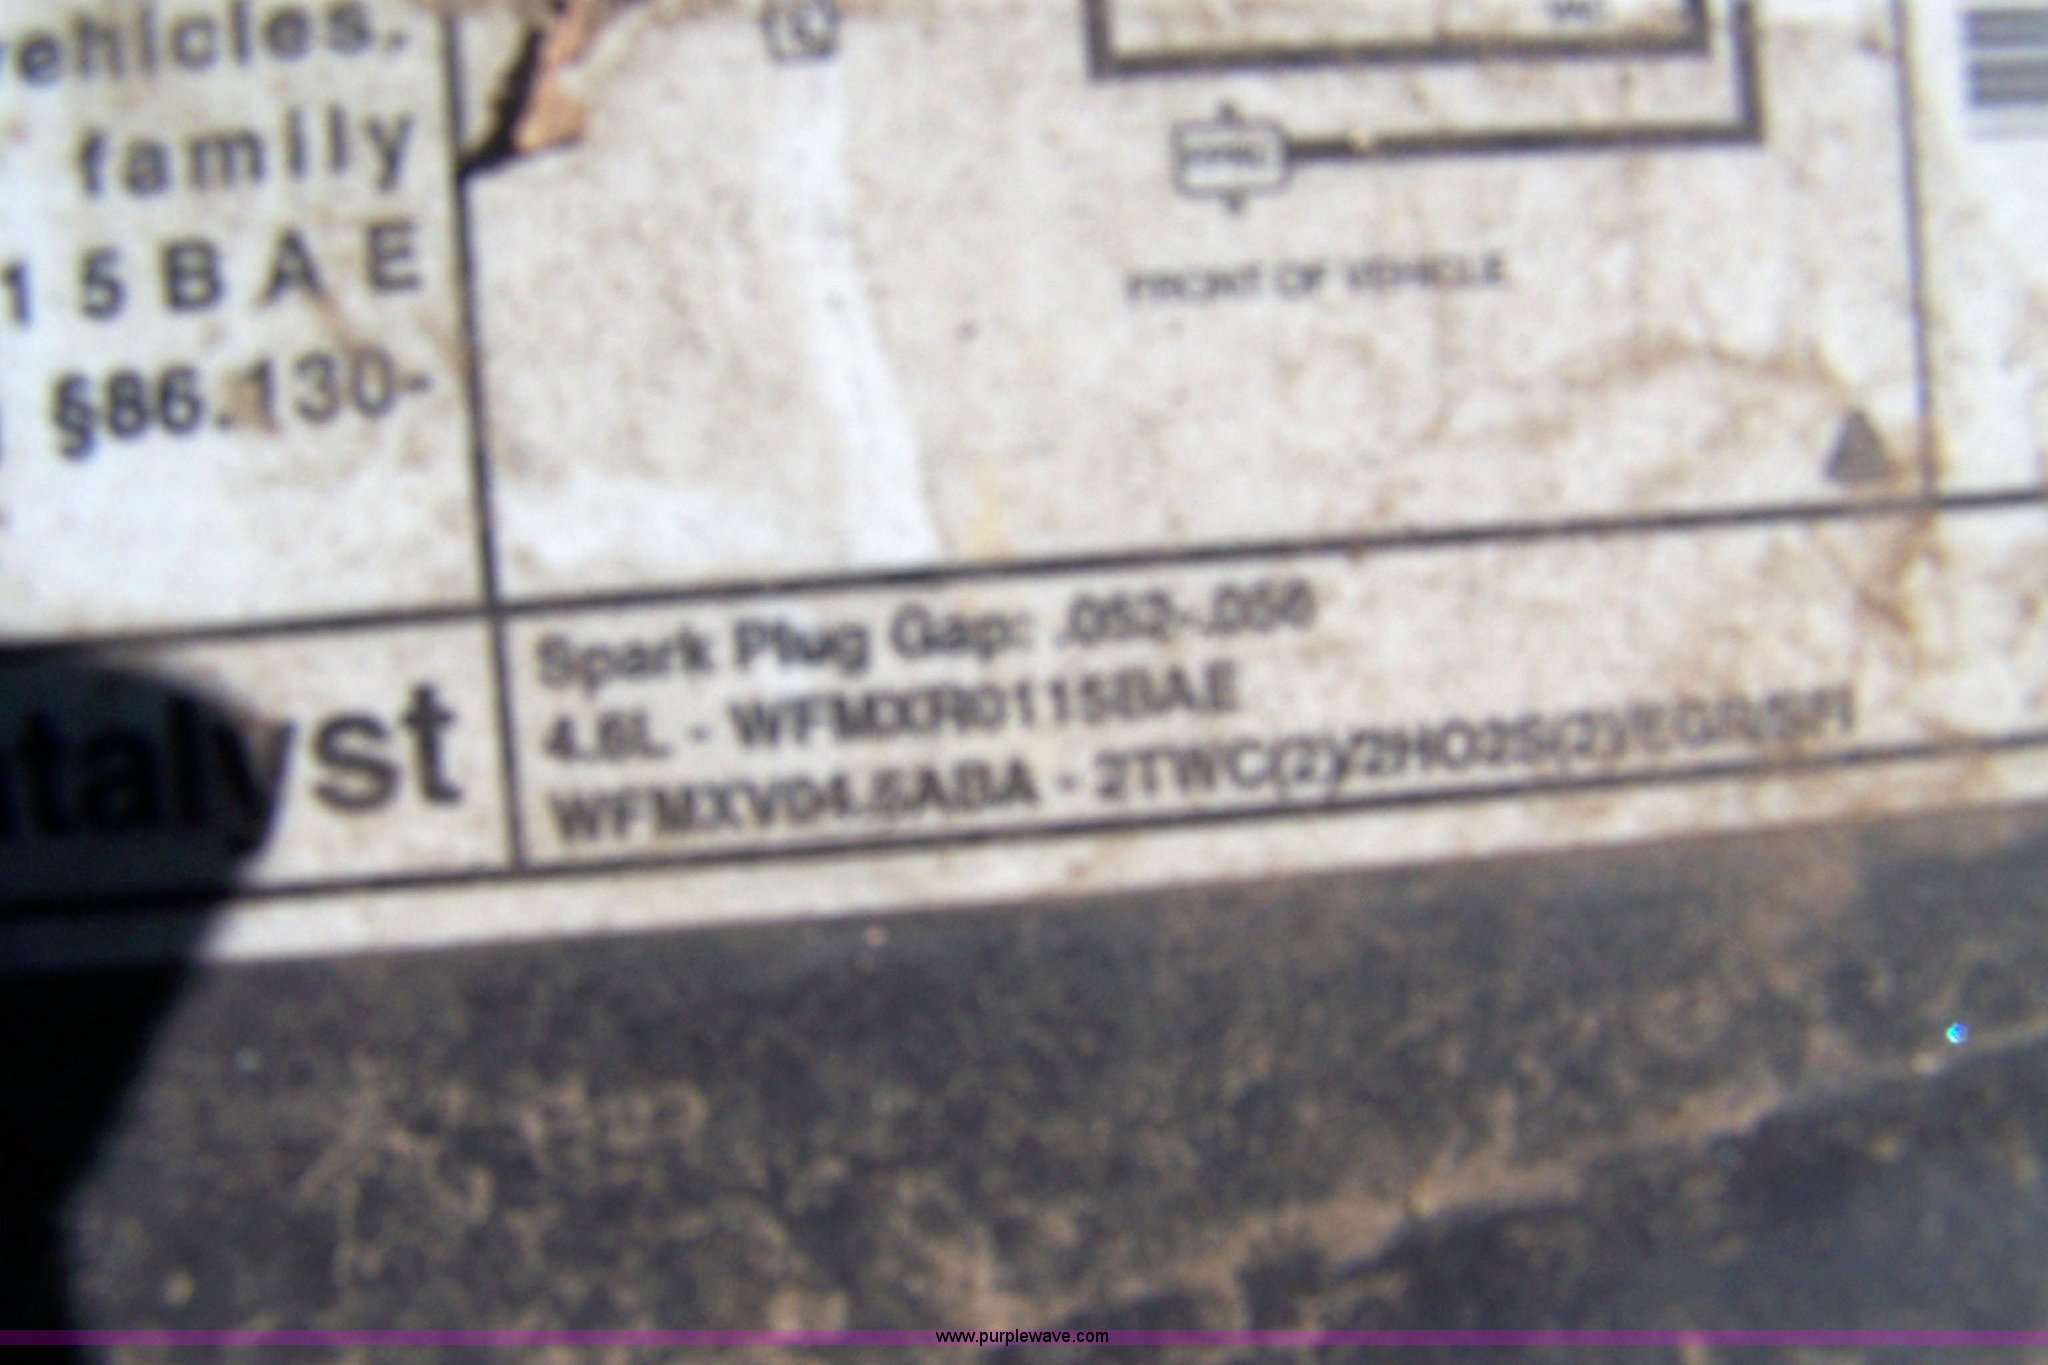 vehicles.
family
15BAE
§86.130-
FRONT OF VEHICLE
Spark Plug Gap: .052-.056
4.6L - WFMXR0115BAE
catalyst
WFMXV04.6ABA - 2TWC(2)/2HO2S(2)/EGR/SFI
www.purplewave.com